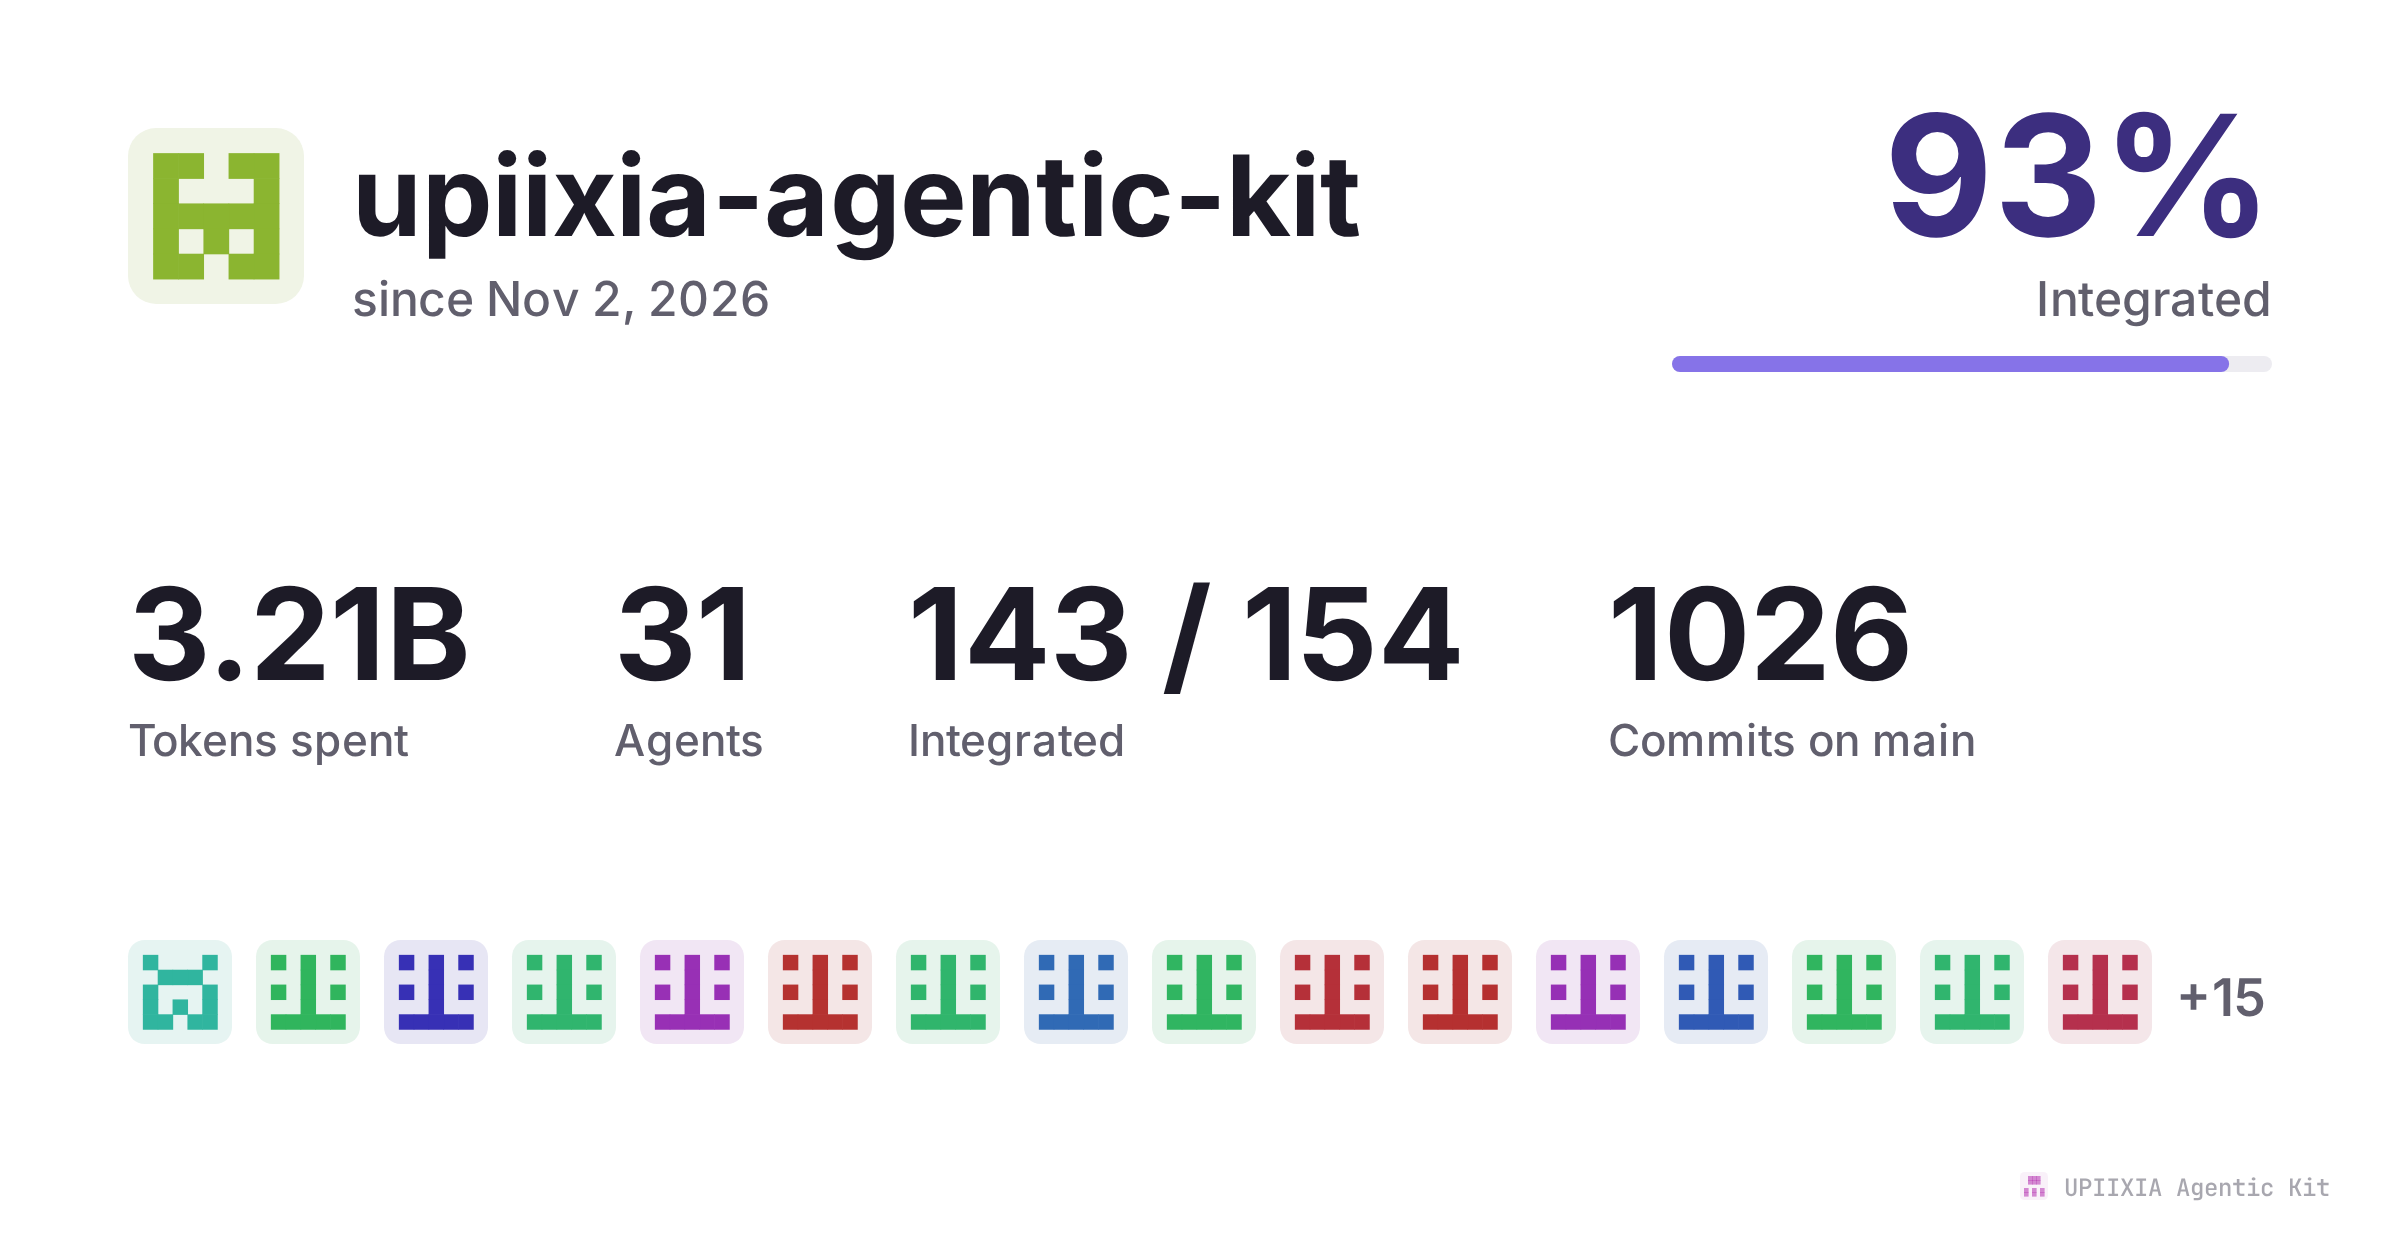 upiixia-agentic-kit
since Nov 2, 2026
93%
Integrated
3.21B
Tokens spent
31
Agents
143 / 154
Integrated
1026
Commits on main
+15
UPIIXIA Agentic Kit